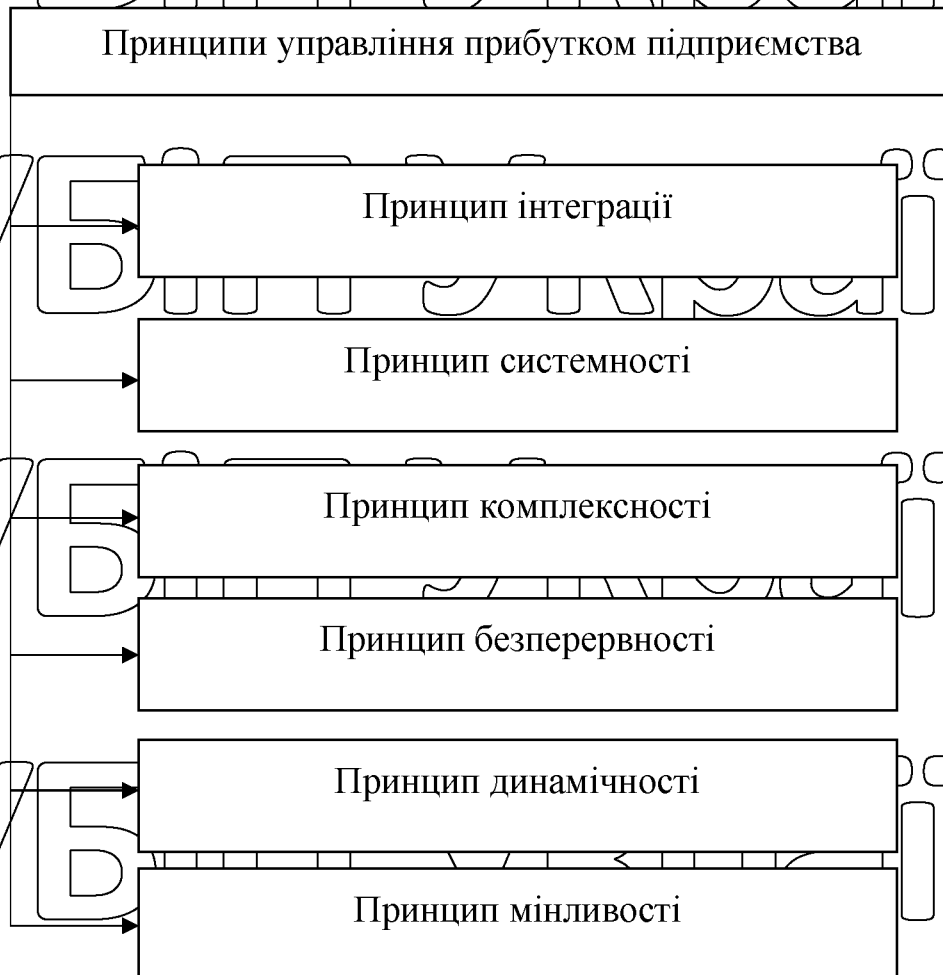 Принципи управління прибутком підприємства
Принцип інтеграції
Принцип системності
Принцип комплексності
Принцип безперервності
Принцип динамічності
Принцип мінливості